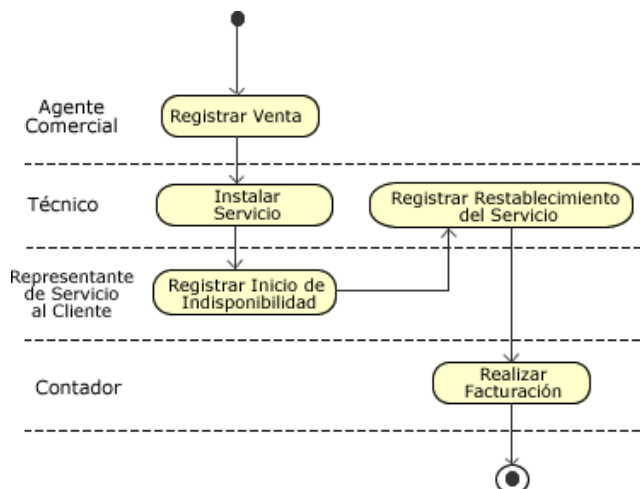 Agente
Comercial
Registrar Venta
Técnico
Instalar
Servicio
Registrar Restablecimiento
del Servicio
Representante
de Servicio
al Cliente
Registrar Inicio de
Indisponibilidad
Contador
Realizar
Facturación